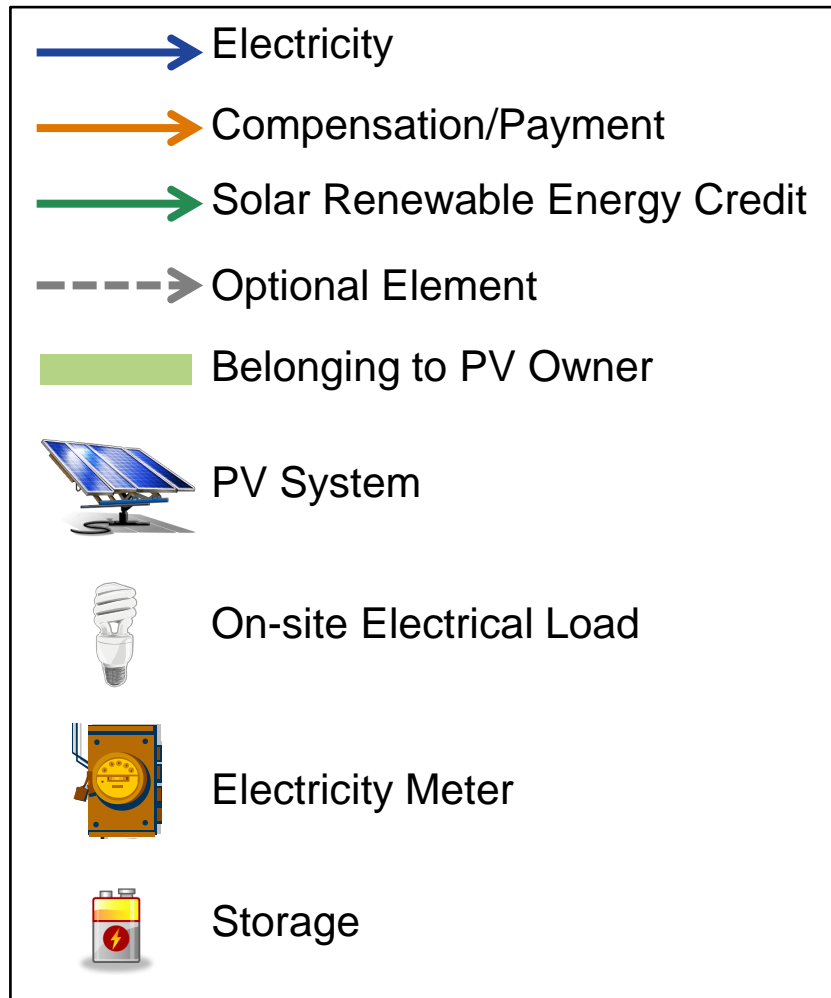 Electricity
Compensation/Payment
Solar Renewable Energy Credit
Optional Element
Belonging to PV Owner
PV System
On-site Electrical Load
Electricity Meter
Storage